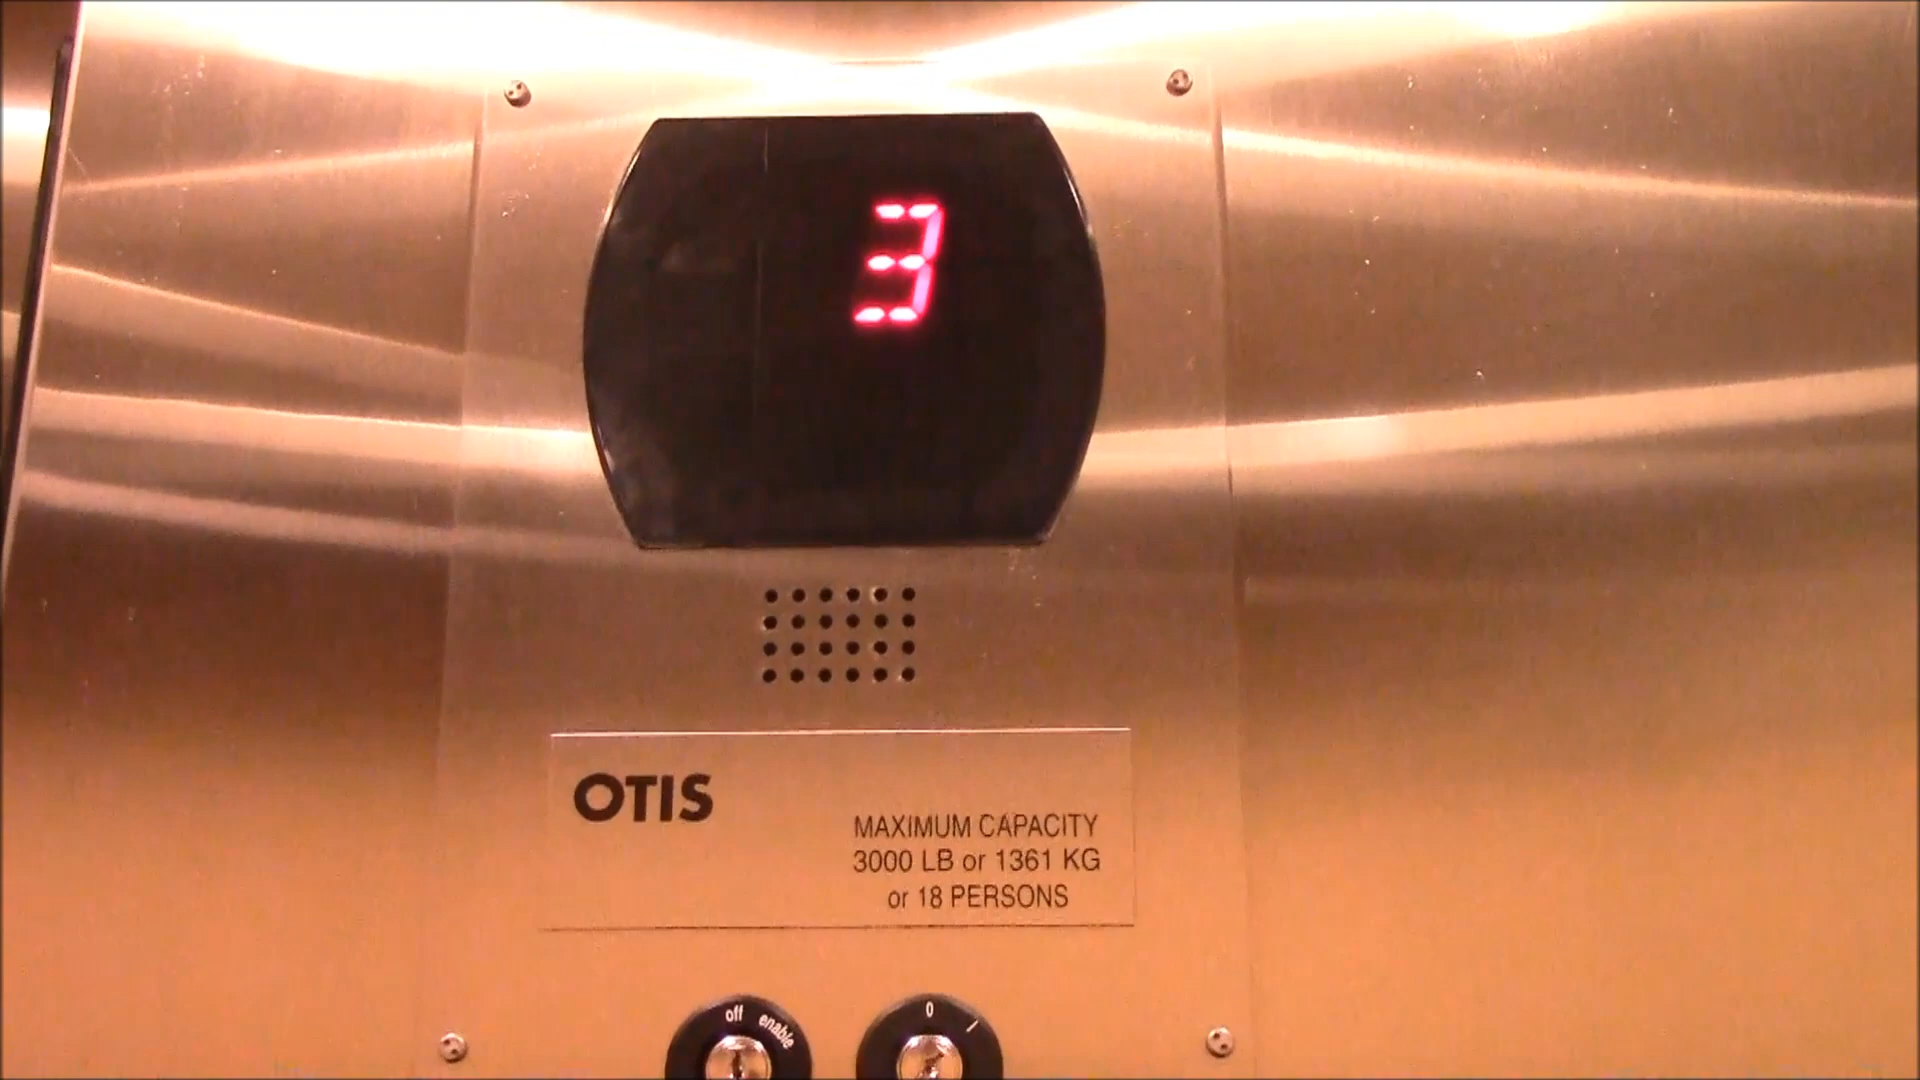 3
OTIS
MAXIMUM CAPACITY
3000 LB or 1361 KG
or 18 PERSONS
off enable
0 /